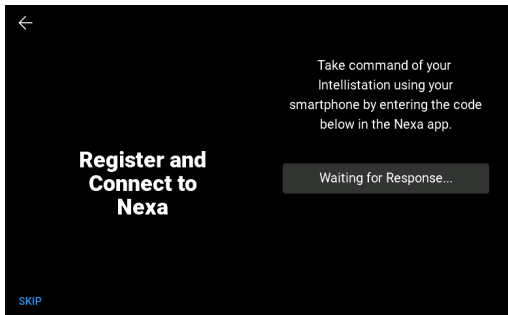 Register and
Connect to
Nexa
Take command of your
Intellistation using your
smartphone by entering the code
below in the Nexa app.
Waiting for Response...
SKIP